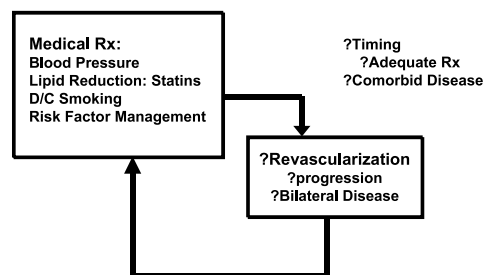 Medical Rx:
Blood Pressure
Lipid Reduction: Statins
D/C Smoking
Risk Factor Management
?Timing
?Adequate Rx
?Comorbid Disease
?Revascularization
?progression
?Bilateral Disease